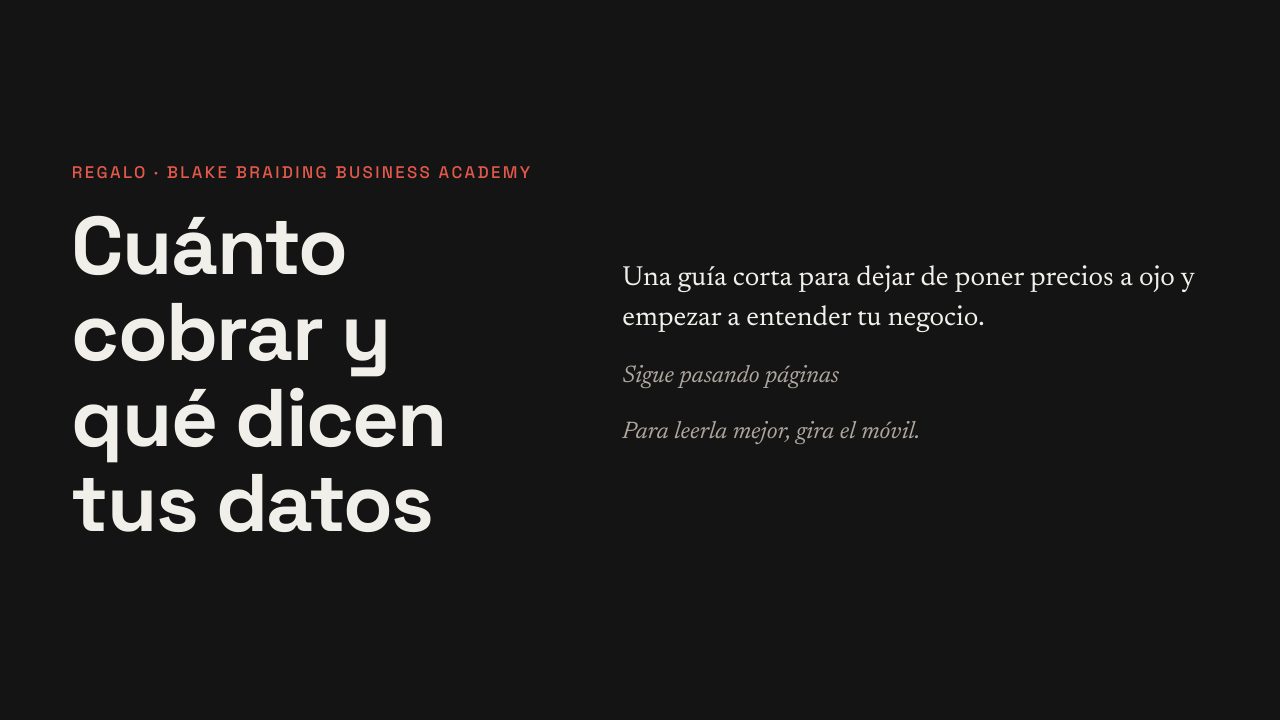 REGALO · BLAKE BRAIDING BUSINESS ACADEMY
Cuánto
cobrar y
qué dicen
tus datos
Una guía corta para dejar de poner precios a ojo y
empezar a entender tu negocio.
Sigue pasando páginas
Para leerla mejor, gira el móvil.